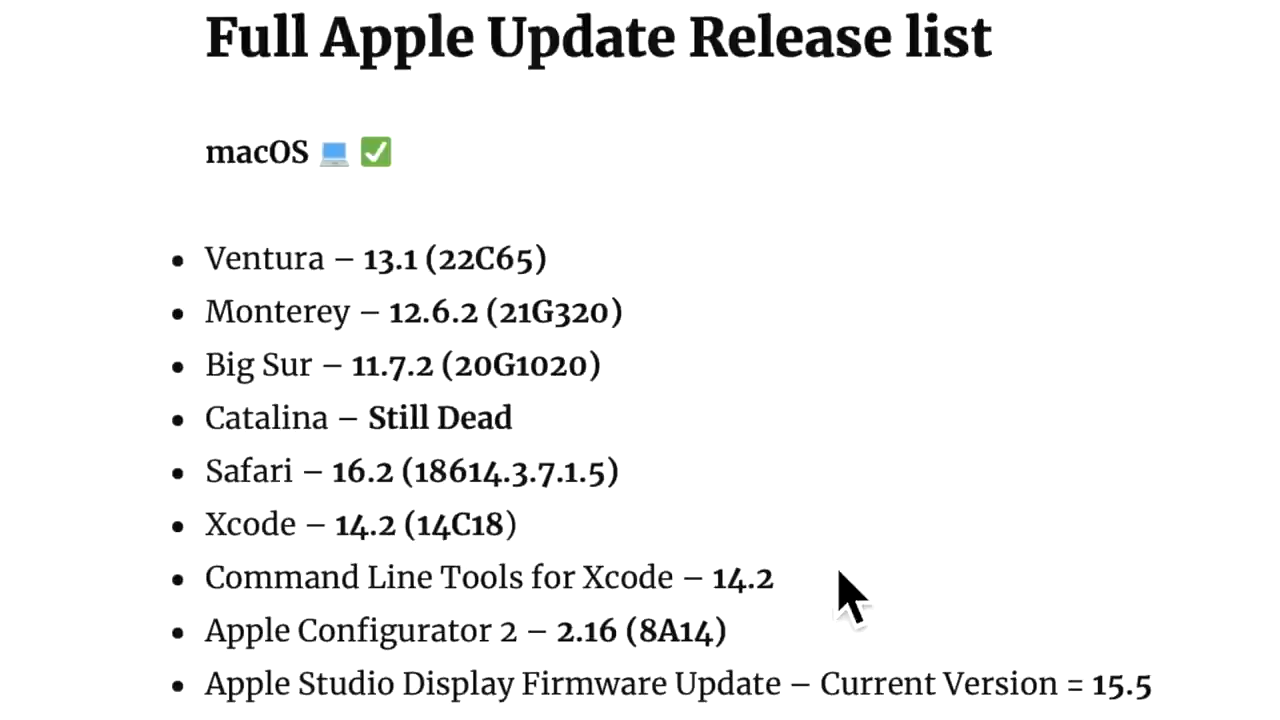 Full Apple Update Release list
macOS 💻 ✅
• Ventura – 13.1 (22C65)
• Monterey – 12.6.2 (21G320)
• Big Sur – 11.7.2 (20G1020)
• Catalina – Still Dead
• Safari – 16.2 (18614.3.7.1.5)
• Xcode – 14.2 (14C18)
• Command Line Tools for Xcode – 14.2
• Apple Configurator 2 – 2.16 (8A14)
• Apple Studio Display Firmware Update – Current Version = 15.5